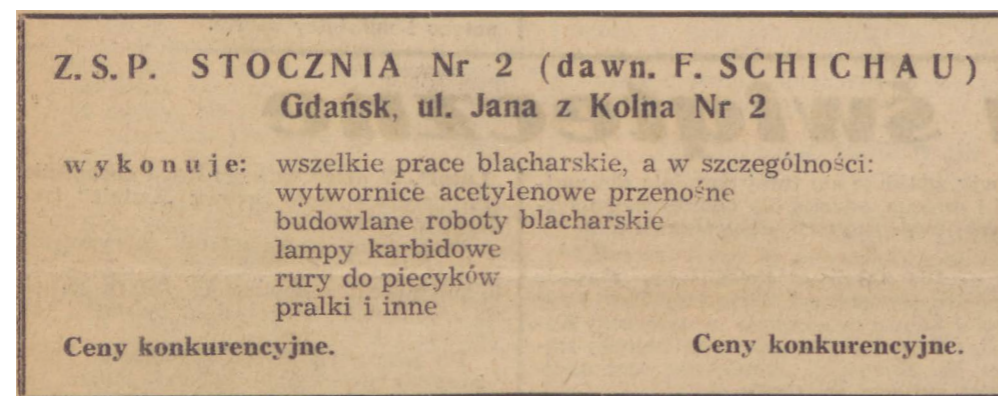 Z. S. P. STOCZNIA Nr 2 (dawn. F. SCHICHAU)
Gdańsk, ul. Jana z Kolna Nr 2
wykonuje: wszelkie prace blacharskie, a w szczególności:
wytwornice acetylenowe przenośne
budowlane roboty blacharskie
lampy karbidowe
rury do piecyków
pralki i inne
Ceny konkurencyjne. Ceny konkurencyjne.